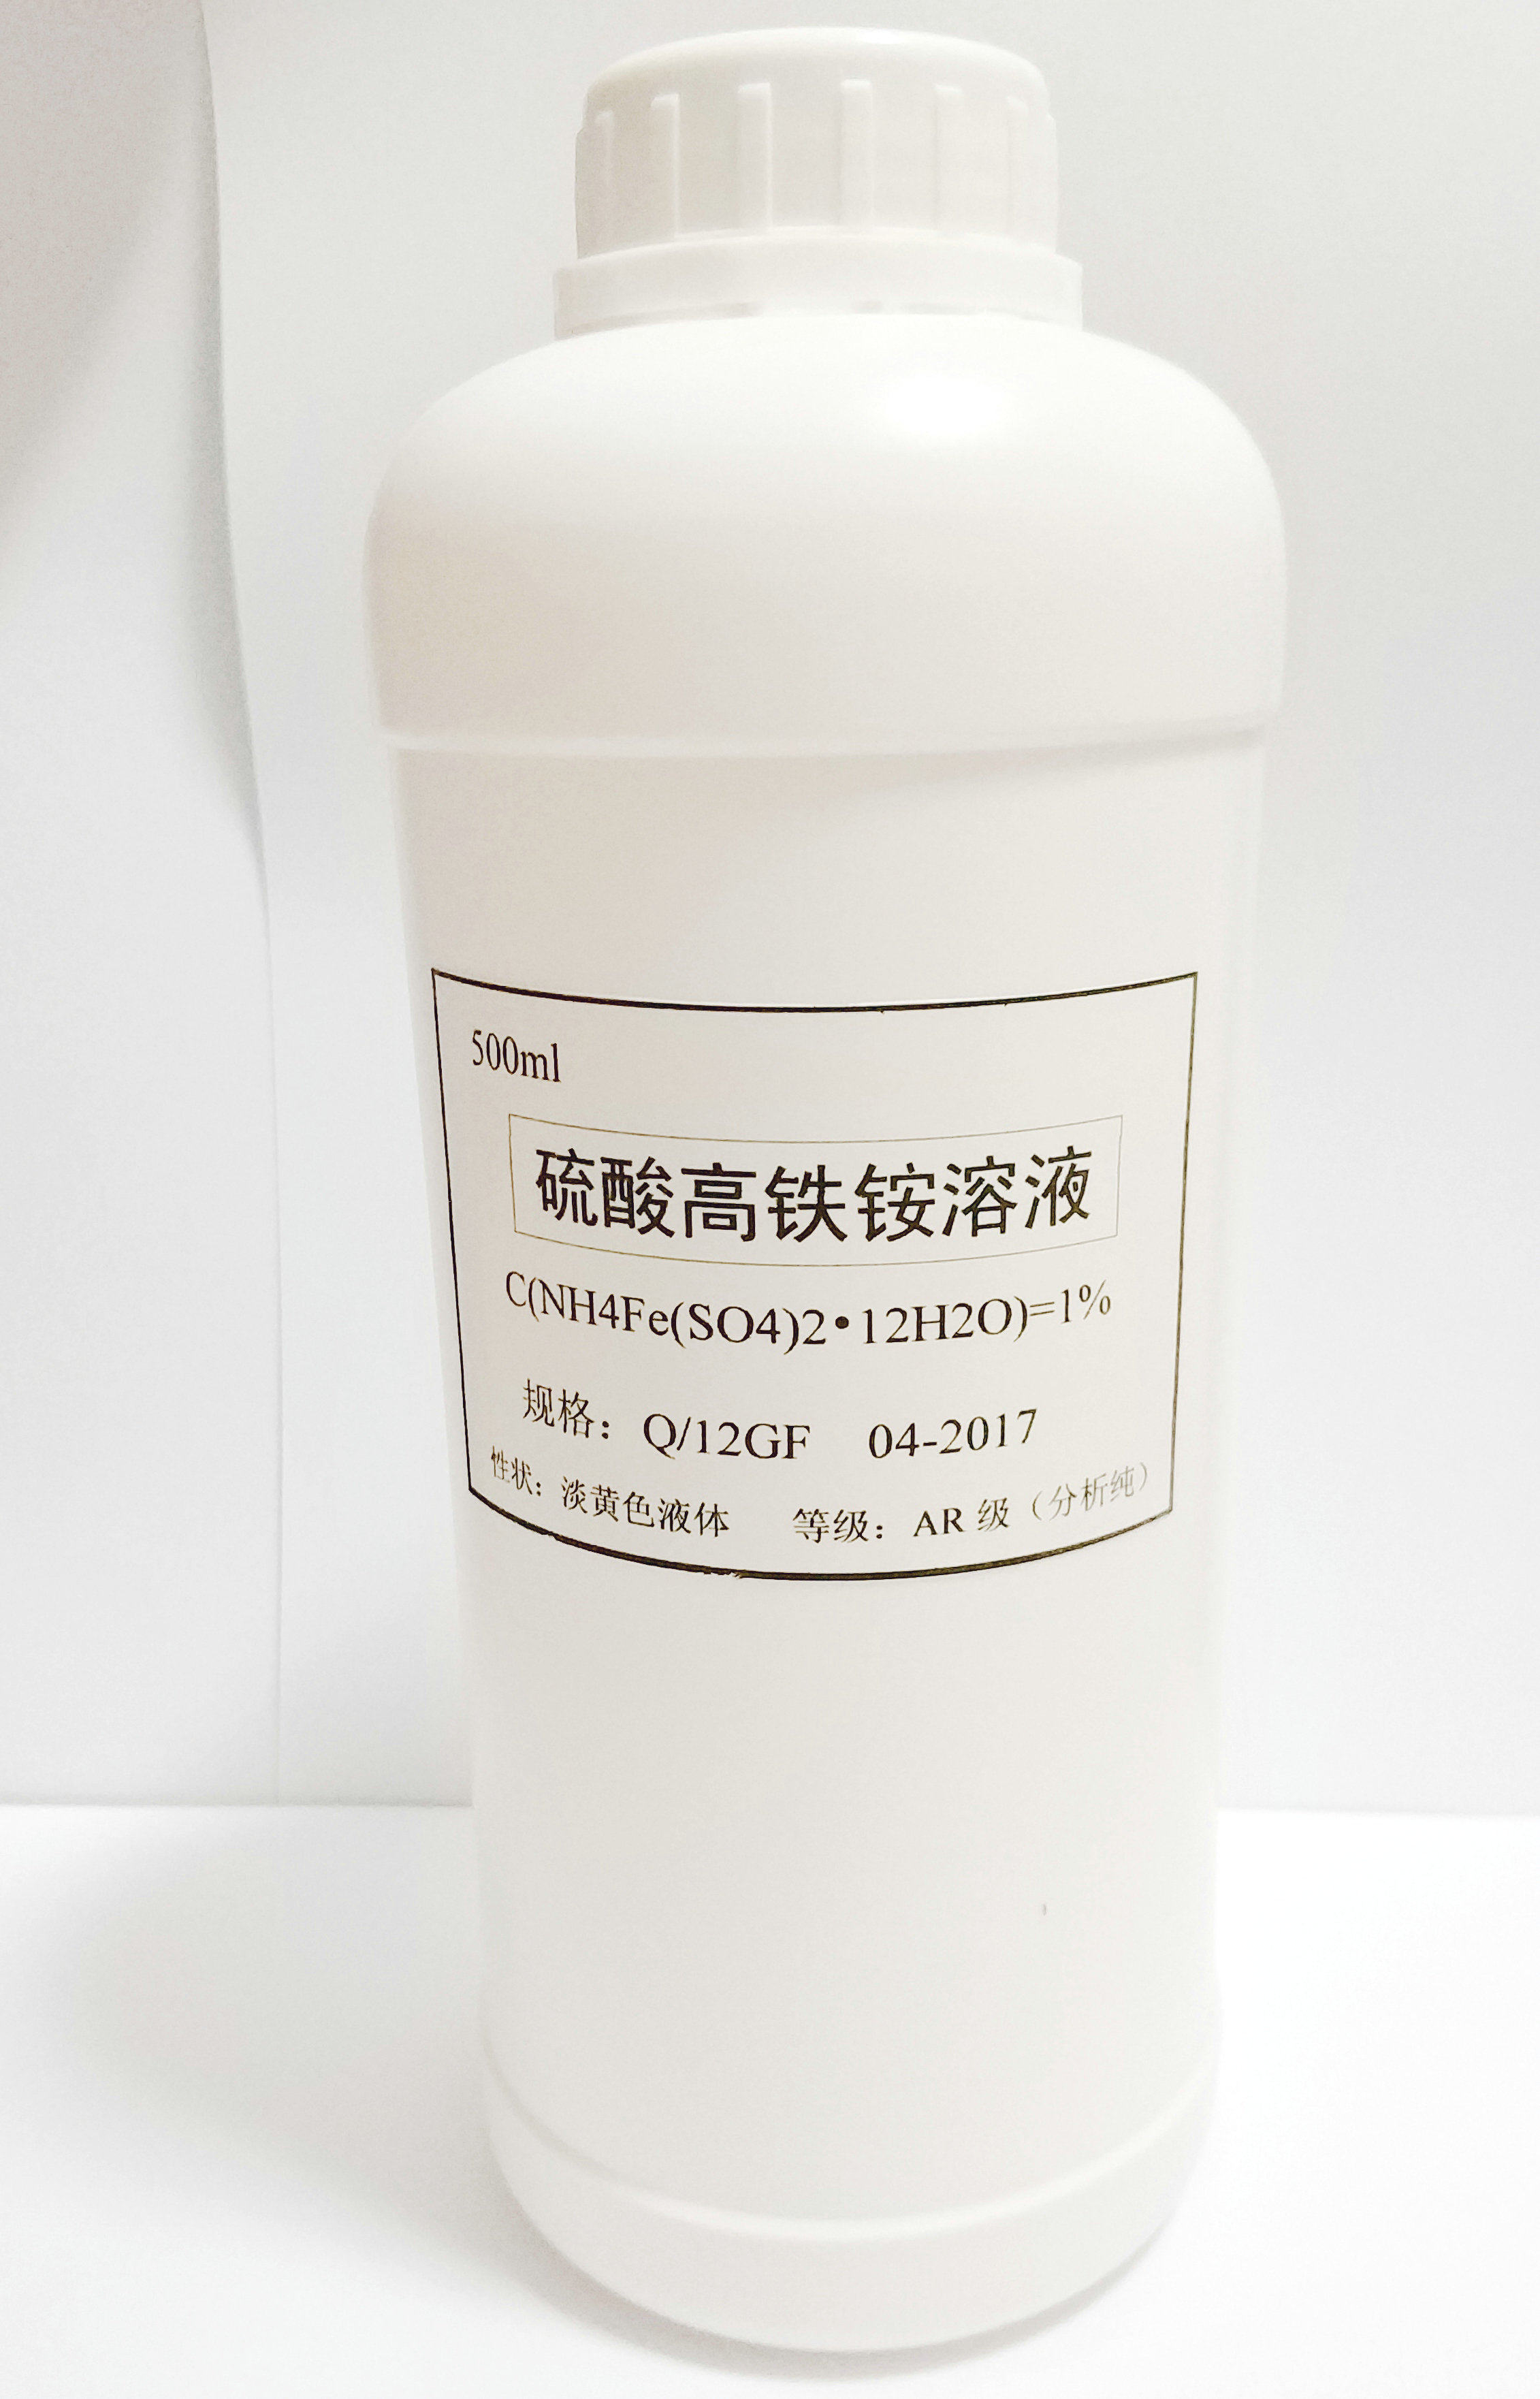 500ml
硫酸高铁铵溶液
C(NH4Fe(SO4)2•12H2O)=1%
规格：Q/12GF 04-2017
性状：淡黄色液体 等级：AR 级（分析纯）